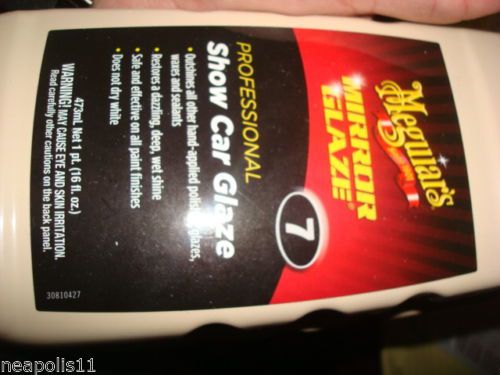 Meguiar's
MIRROR
GLAZE®
7
PROFESSIONAL
Show Car Glaze
• Outshines all other hand-applied polishes, glazes,
waxes and sealants
• Restores a dazzling, deep, wet shine
• Safe and effective on all paint finishes
• Does not dry white
473mL Net 1 pt. (16 fl. oz.)
WARNING! MAY CAUSE EYE AND SKIN IRRITATION.
Read carefully other cautions on the back panel.
30810427
neapolis11